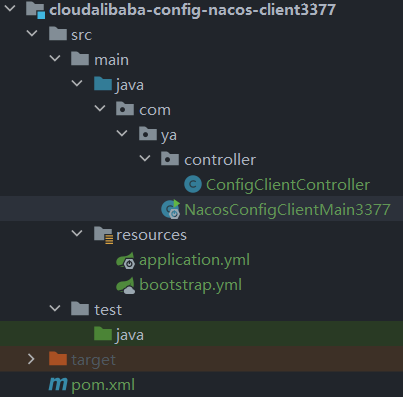 cloudalibaba-config-nacos-client3377
src
main
java
com
ya
controller
ConfigClientController
NacosConfigClientMain3377
resources
application.yml
bootstrap.yml
test
java
target
pom.xml